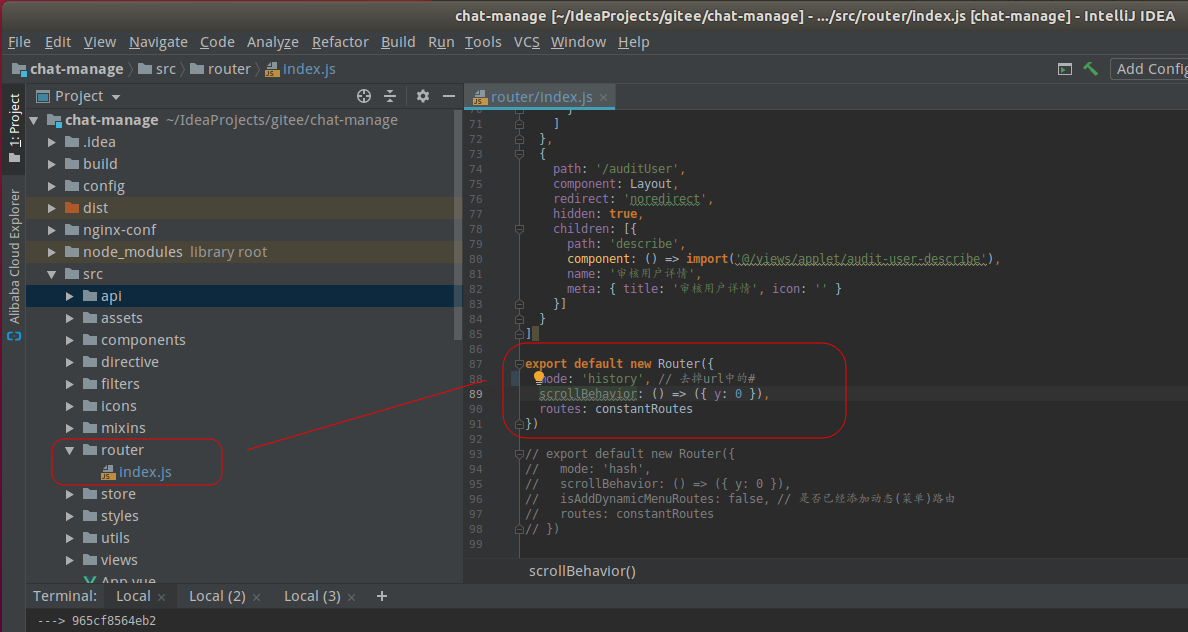 chat-manage [~/IdeaProjects/gitee/chat-manage] - .../src/router/index.js [chat-manage] - IntelliJ IDEA
File Edit View Navigate Code Analyze Refactor Build Run Tools VCS Window Help
chat-manage src router index.js Add Config
1: Project
Alibaba Cloud Explorer
Project
chat-manage ~/IdeaProjects/gitee/chat-manage
.idea
build
config
dist
nginx-conf
node_modules library root
src
api
assets
components
directive
filters
icons
mixins
router
index.js
store
styles
utils
views
App.vue
router/index.js
70 }
71 ]
72 },
73 {
74 path: '/auditUser',
75 component: Layout,
76 redirect: 'noredirect',
77 hidden: true,
78 children: [{
79 path: 'describe',
80 component: () => import('@/views/applet/audit-user-describe'),
81 name: '审核用户详情',
82 meta: { title: '审核用户详情', icon: '' }
83 }]
84 }
85 ]
86
87 export default new Router({
88 mode: 'history', // 去掉url中的#
89 scrollBehavior: () => ({ y: 0 }),
90 routes: constantRoutes
91 })
92
93 // export default new Router({
94 // mode: 'hash',
95 // scrollBehavior: () => ({ y: 0 }),
96 // isAddDynamicMenuRoutes: false, // 是否已经添加动态(菜单)路由
97 // routes: constantRoutes
98 // })
99
scrollBehavior()
Terminal: Local × Local (2) × Local (3) × +
---> 965cf8564eb2